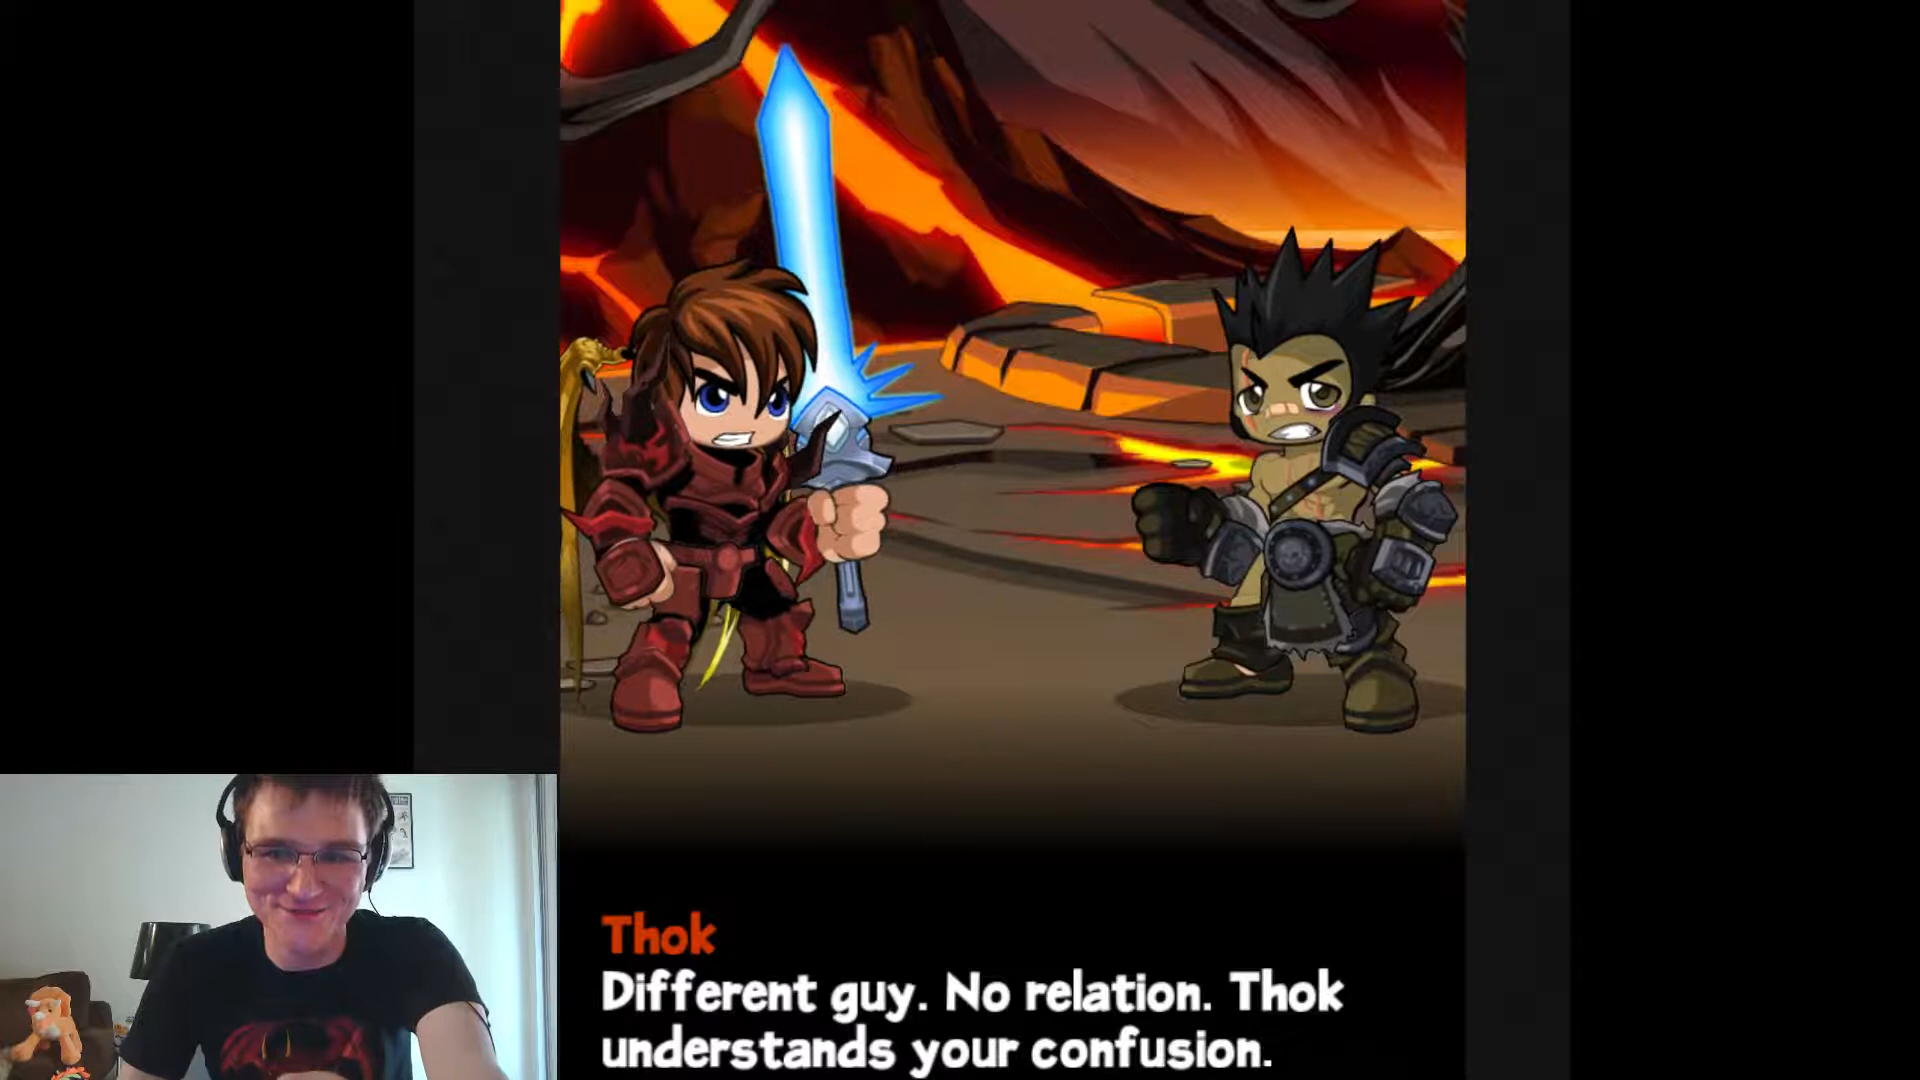 Thok
Different guy. No relation. Thok
understands your confusion.